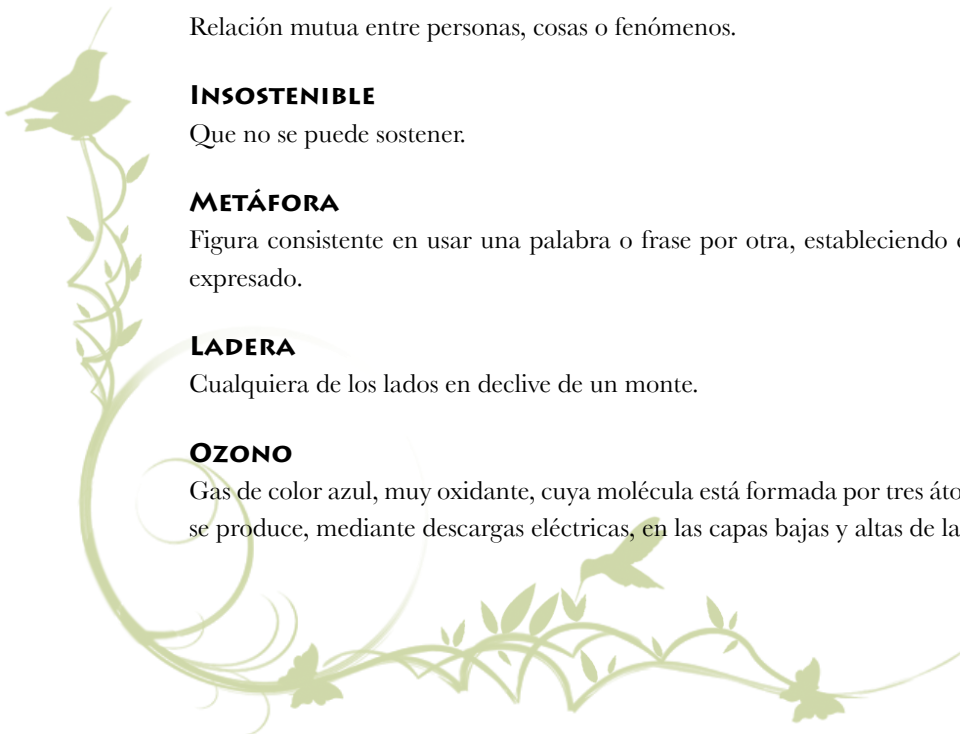 Relación mutua entre personas, cosas o fenómenos.
Insostenible
Que no se puede sostener.
Metáfora
Figura consistente en usar una palabra o frase por otra, estableciendo
expresado.
Ladera
Cualquiera de los lados en declive de un monte.
Ozono
Gas de color azul, muy oxidante, cuya molécula está formada por tres
se produce, mediante descargas eléctricas, en las capas bajas y altas de la